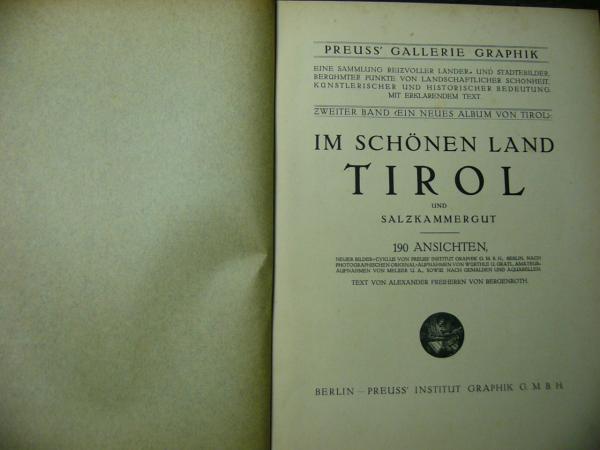 PREUSS' GALLERIE GRAPHIK
EINE SAMMLUNG REIZVOLLER LÄNDER- UND STÄDTEBILDER,
BERÜHMTER PUNKTE VON LANDSCHAFTLICHER SCHÖNHEIT,
KÜNSTLERISCHER UND HISTORISCHER BEDEUTUNG,
MIT ERKLÄRENDEM TEXT.
ZWEITER BAND (EIN NEUES ALBUM VON TIROL):
IM SCHÖNEN LAND
TIROL
UND
SALZKAMMERGUT
190 ANSICHTEN,
NEUER BILDER-CYKLUS VON PREUSS' INSTITUT GRAPHIK G. M. B. H., BERLIN, NACH
PHOTOGRAPHISCHEN ORIGINAL-AUFNAHMEN VON WÜRTHLE U. GRATL, AMATEUR-
AUFNAHMEN VON MELZER U. A., SOWIE NACH GEMÄLDEN UND AQUARELLEN.
TEXT VON ALEXANDER FREIHERREN VON BERGENROTH.
BERLIN — PREUSS' INSTITUT GRAPHIK G. M. B. H.